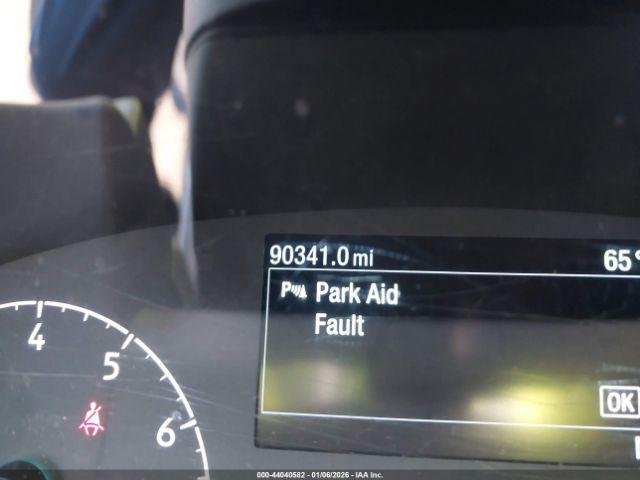 90341.0 mi 65°
Park Aid
Fault
4
5
OK
6
000-44040582 - 01/06/2026 - IAA Inc.